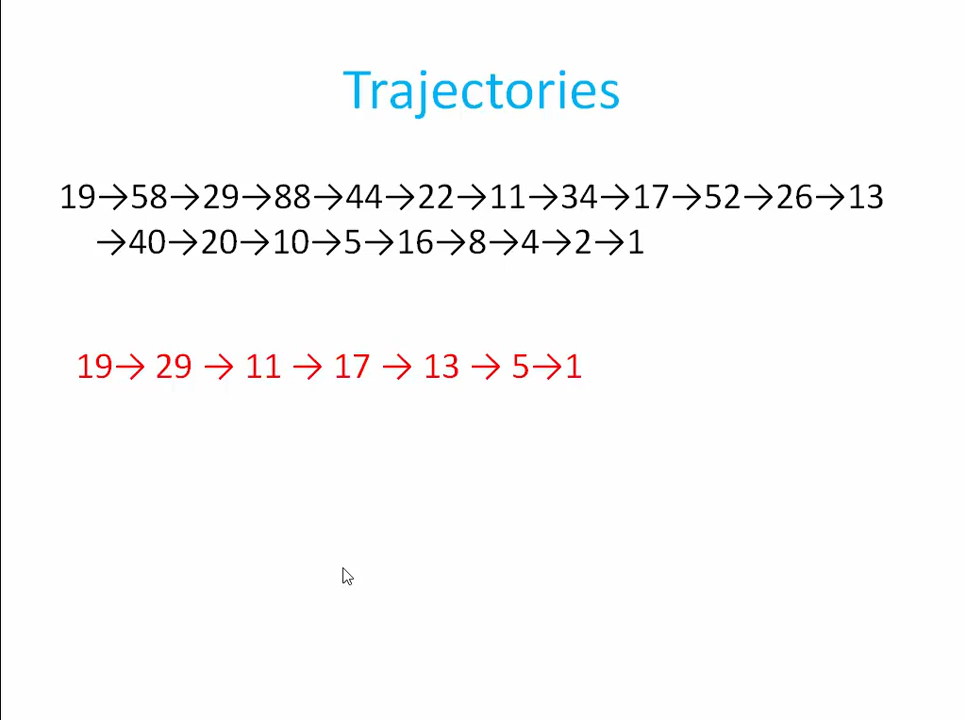 Trajectories
19→58→29→88→44→22→11→34→17→52→26→13
→40→20→10→5→16→8→4→2→1
19→ 29 → 11 → 17 → 13 → 5→1